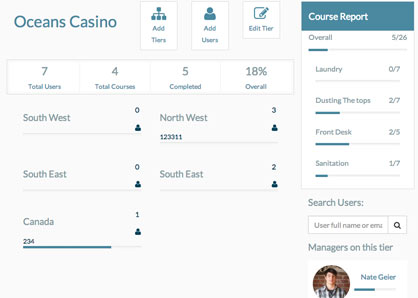 Oceans Casino
Add Tiers
Add Users
Edit Tier
7
Total Users
4
Total Courses
5
Completed
18%
Overall
South West
0
North West
3
123311
South East
0
South East
2
Canada
1
234
Course Report
Overall 5/26
Laundry 0/7
Dusting The tops 2/7
Front Desk 2/5
Sanitation 1/7
Search Users:
User full name or ema
Managers on this tier
Nate Geier